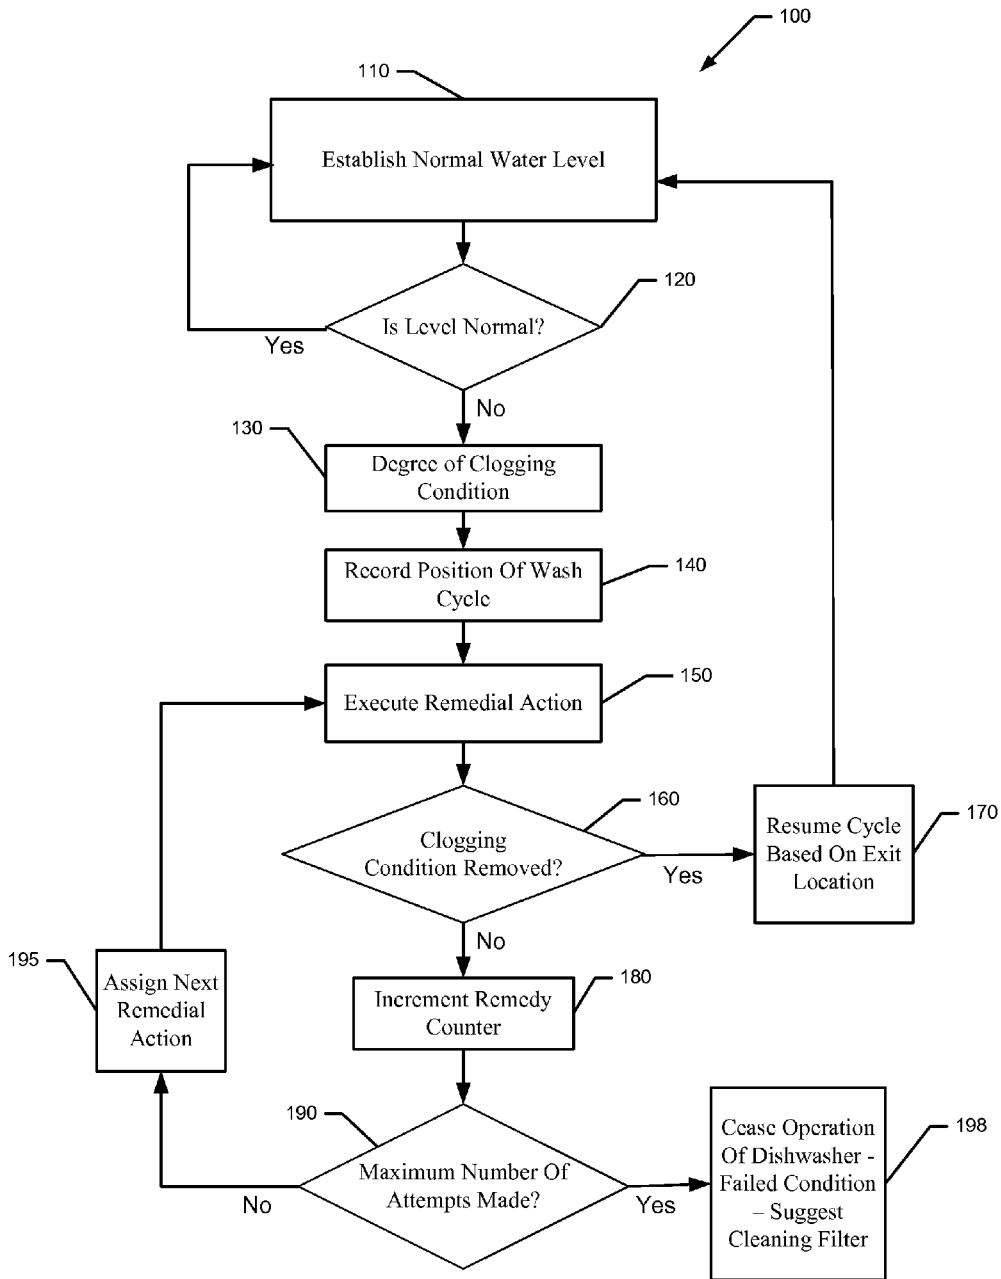 100
110
Establish Normal Water Level
120
Is Level Normal?
Yes
No
130
Degree of Clogging
Condition
140
Record Position Of Wash
Cycle
150
Execute Remedial Action
160
Clogging
Condition Removed?
Yes
170
Resume Cycle
Based On Exit
Location
No
180
Increment Remedy
Counter
195
Assign Next
Remedial
Action
190
Maximum Number Of
Attempts Made?
No
Yes
198
Cease Operation
Of Dishwasher -
Failed Condition
– Suggest
Cleaning Filter